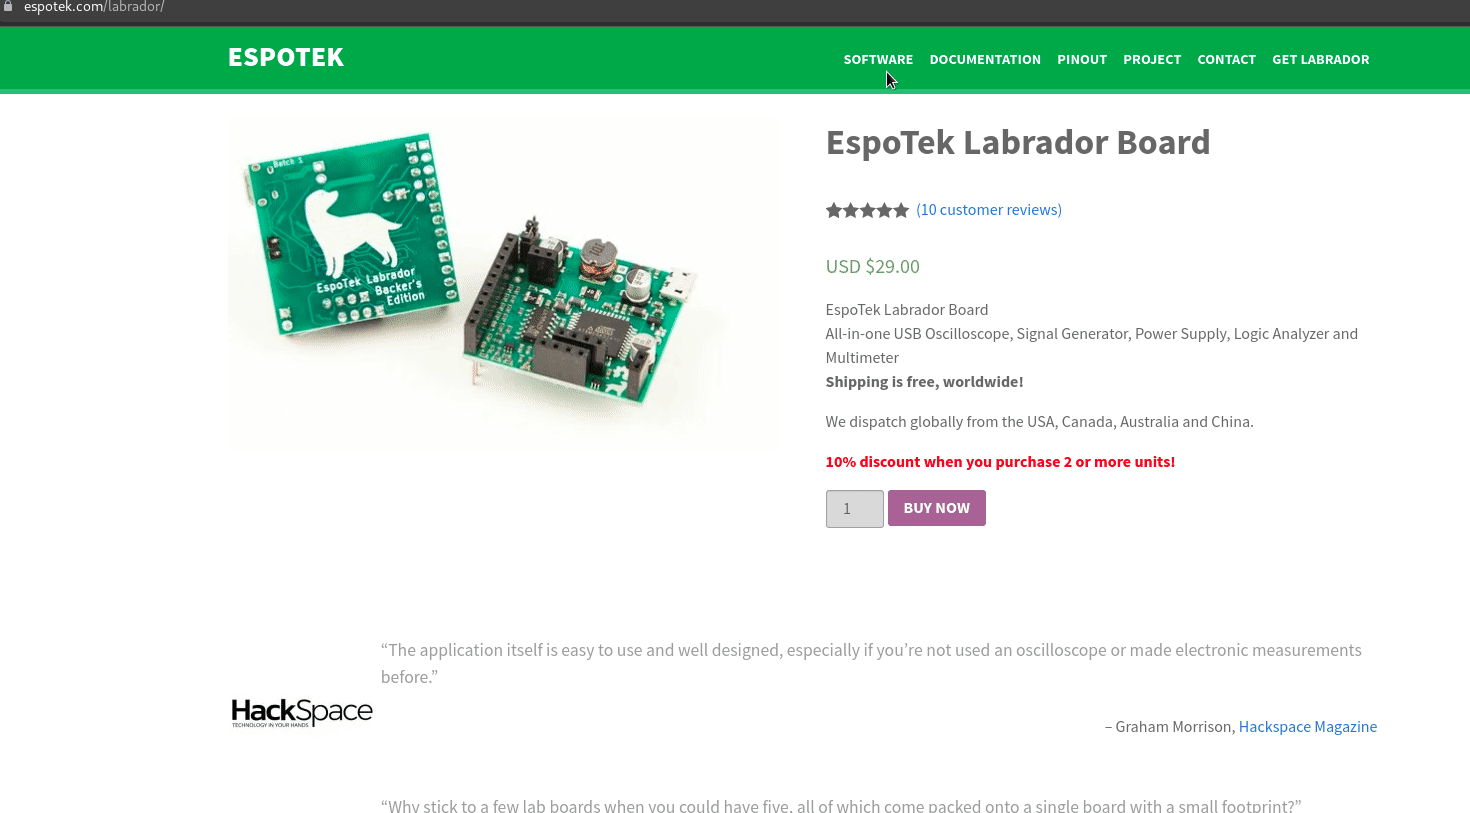 espotek.com/labrador/
ESPOTEK
SOFTWARE DOCUMENTATION PINOUT PROJECT CONTACT GET LABRADOR
Batch 1
EspoTek Labrador
Backer's
Edition
EspoTek Labrador Board
(10 customer reviews)
USD $29.00
EspoTek Labrador Board
All-in-one USB Oscilloscope, Signal Generator, Power Supply, Logic Analyzer and
Multimeter
Shipping is free, worldwide!
We dispatch globally from the USA, Canada, Australia and China.
10% discount when you purchase 2 or more units!
1
BUY NOW
“The application itself is easy to use and well designed, especially if you’re not used an oscilloscope or made electronic measurements
before.”
HackSpace
TECHNOLOGY IN YOUR HANDS
– Graham Morrison, Hackspace Magazine
“Why stick to a few lab boards when you could have five, all of which come packed onto a single board with a small footprint?”